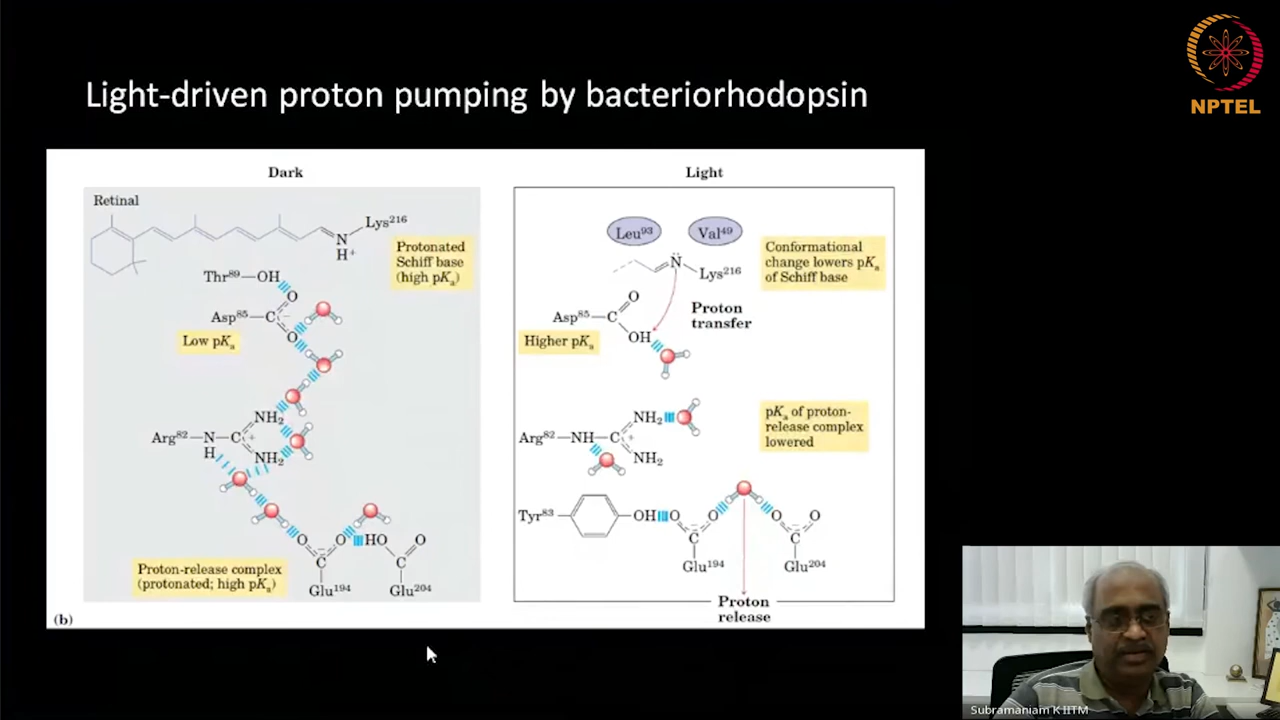 Light-driven proton pumping by bacteriorhodopsin
NPTEL
Dark
Retinal
Lys216
N
H+
Protonated
Schiff base
(high pKa)
Thr89—OH
O
Asp85—C
O
Low pKa
NH2
Arg82—N—C +
H
NH2
O
O
HO
O
C
C
Proton-release complex
(protonated; high pKa)
Glu194
Glu204
(b)
Light
Leu93
Val49
N
Lys216
Conformational
change lowers pKa
of Schiff base
Proton
transfer
O
Asp85—C
OH
Higher pKa
NH2
Arg82—NH—C +
NH2
pKa of proton-
release complex
lowered
Tyr83
OH
O
O
O
O
C
C
Glu194
Glu204
Proton
release
Subramaniam K IITM